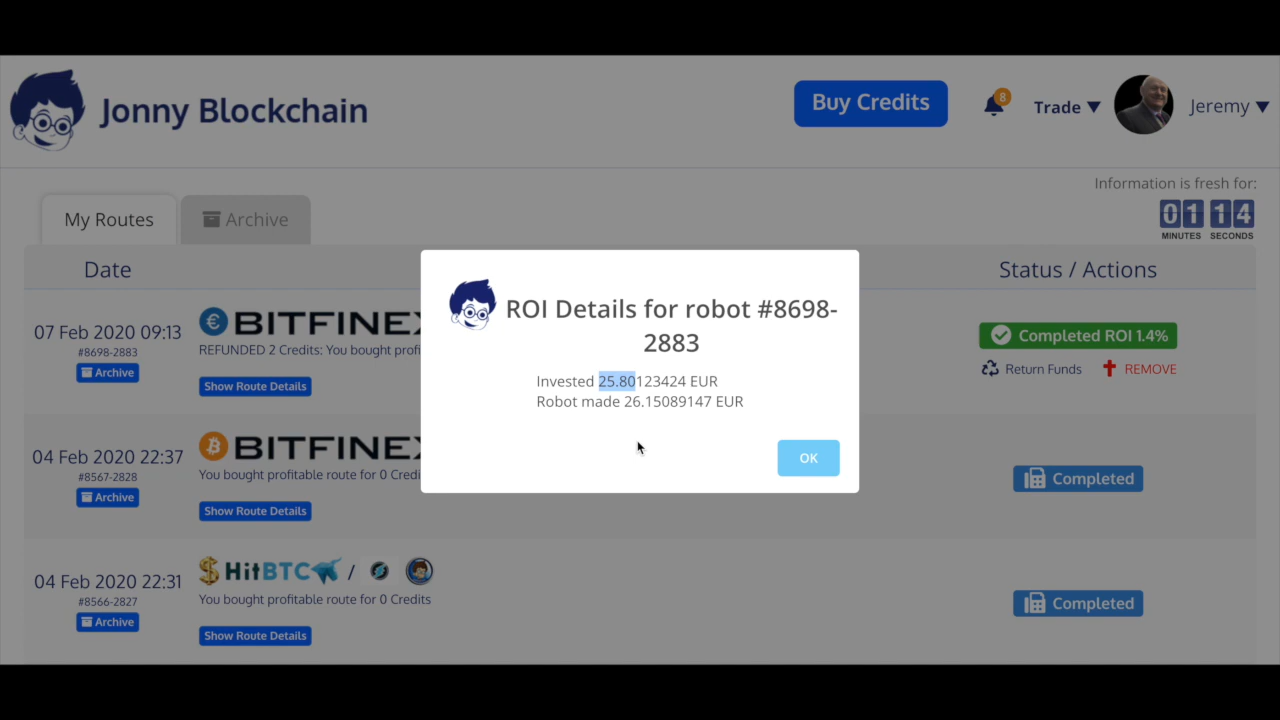 Jonny Blockchain
Buy Credits
8
Trade
Jeremy
Information is fresh for:
My Routes
Archive
01 14
MINUTES SECONDS
Date
Status / Actions
07 Feb 2020 09:13
#8698-2883
Archive
BITFINEX
REFUNDED 2 Credits: You bought profi
Show Route Details
Completed ROI 1.4%
Return Funds
REMOVE
ROI Details for robot #8698-
2883
Invested 25.80123424 EUR
Robot made 26.15089147 EUR
OK
04 Feb 2020 22:37
#8567-2828
Archive
BITFINEX
You bought profitable route for 0 Credi
Show Route Details
Completed
04 Feb 2020 22:31
#8566-2827
Archive
HitBTC /
You bought profitable route for 0 Credits
Show Route Details
Completed